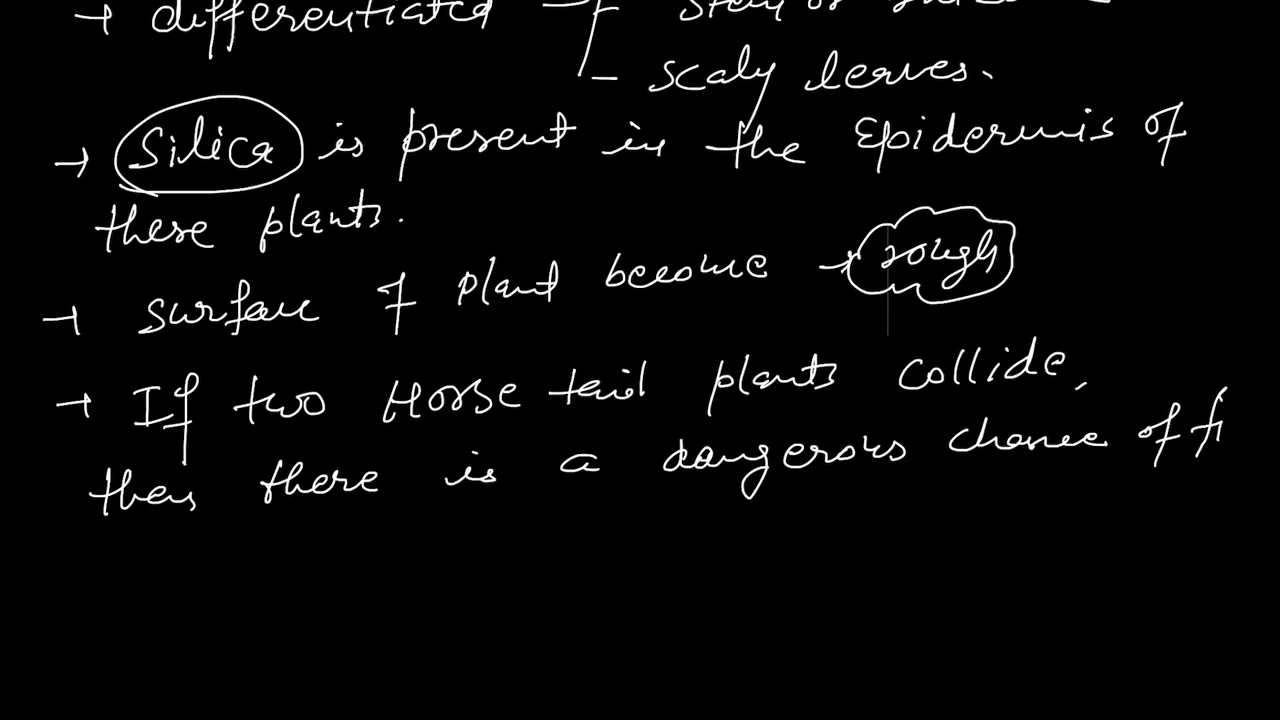 → differentiated
- scaly leaves.
→ Silica is present in the Epidermis of
these plants.
→ surface of plant become → rough
→ If two Horse tail plants collide,
then there is a dangerous chance of fi